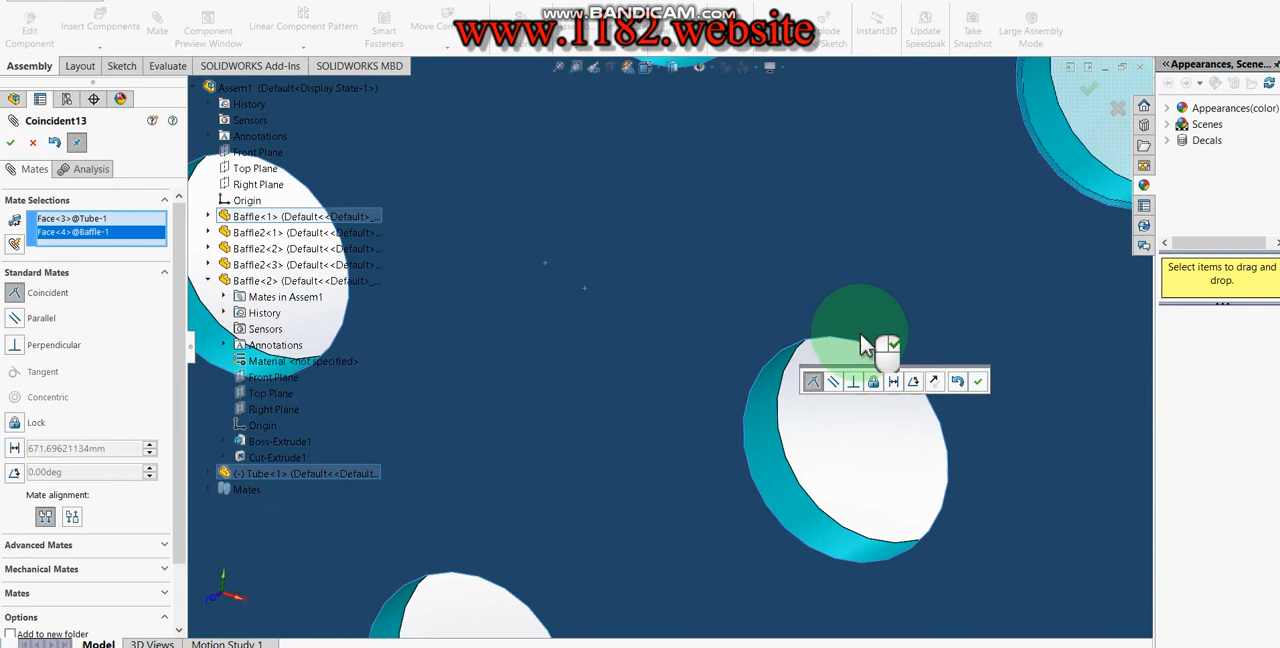 www.BANDICAM.com
www.1182.website
Edit Component
Insert Components
Mate
Component Preview Window
Linear Component Pattern
Smart Fasteners
Move Co
Instant3D
Update Speedpak
Take Snapshot
Large Assembly Mode
Assembly
Layout
Sketch
Evaluate
SOLIDWORKS Add-Ins
SOLIDWORKS MBD
Appearances, Scene...
Coincident13
Mates
Analysis
Mate Selections
Face<3>@Tube-1
Face<4>@Baffle-1
Standard Mates
Coincident
Parallel
Perpendicular
Tangent
Concentric
Lock
671.69621134mm
0.00deg
Mate alignment:
Advanced Mates
Mechanical Mates
Mates
Options
Add to new folder
Assem1 (Default<Display State-1>)
History
Sensors
Annotations
Front Plane
Top Plane
Right Plane
Origin
Baffle<1> (Default<<Default>_...
Baffle2<1> (Default<<Default>_...
Baffle2<2> (Default<<Default>_...
Baffle2<3> (Default<<Default>_...
Baffle<2> (Default<<Default>_...
Mates in Assem1
History
Sensors
Annotations
Material <not specified>
Front Plane
Top Plane
Right Plane
Origin
Boss-Extrude1
Cut-Extrude1
(-) Tube<1> (Default<<Default...
Mates
Appearances(color)
Scenes
Decals
Select items to drag and drop.
Model
3D Views
Motion Study 1